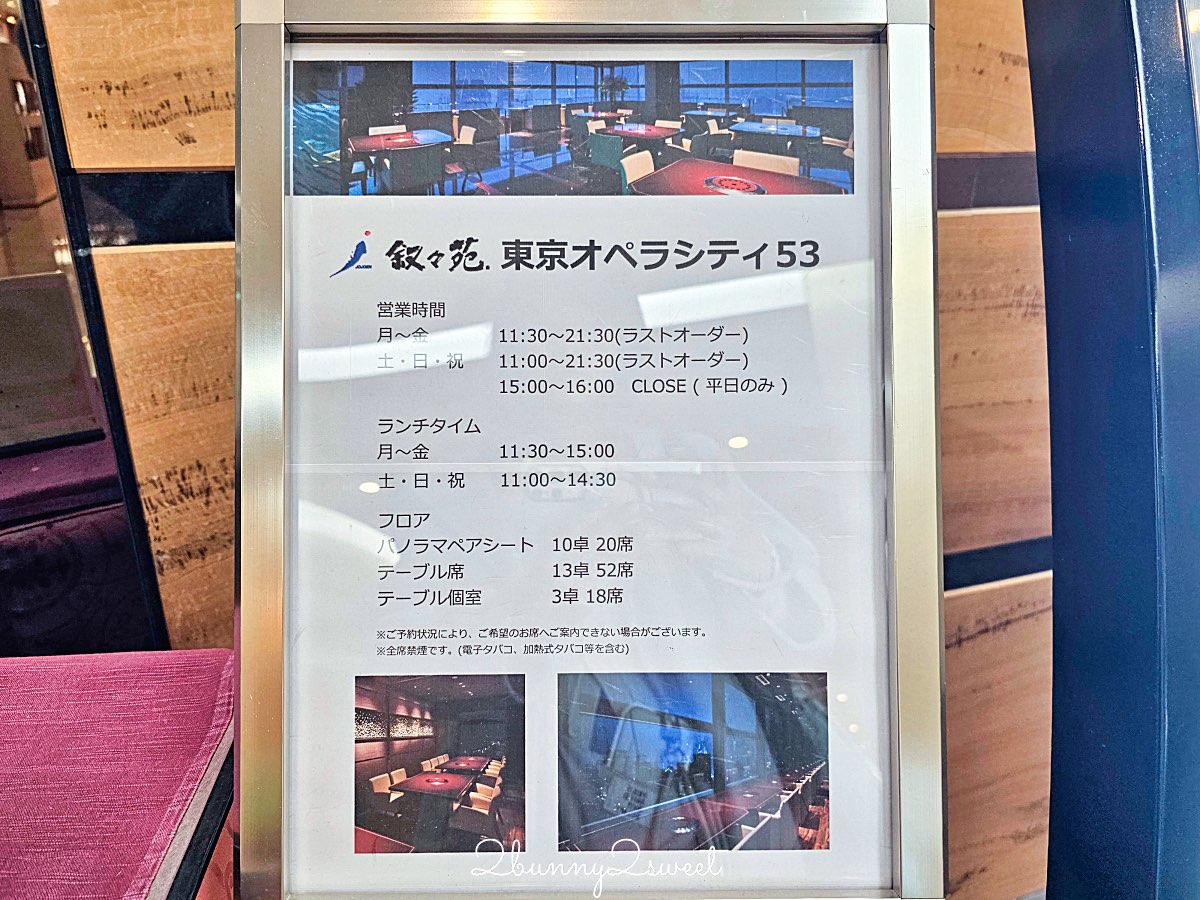 JOJOEN
叙々苑. 東京オペラシティ53
営業時間
月～金 11:30～21:30(ラストオーダー)
土・日・祝 11:00～21:30(ラストオーダー)
15:00～16:00 CLOSE ( 平日のみ )
ランチタイム
月～金 11:30～15:00
土・日・祝 11:00～14:30
フロア
パノラマペアシート 10卓 20席
テーブル席 13卓 52席
テーブル個室 3卓 18席
※ご予約状況により、ご希望のお席へご案内できない場合がございます。
※全席禁煙です。(電子タバコ、加熱式タバコ等を含む)
2bunny2sweet